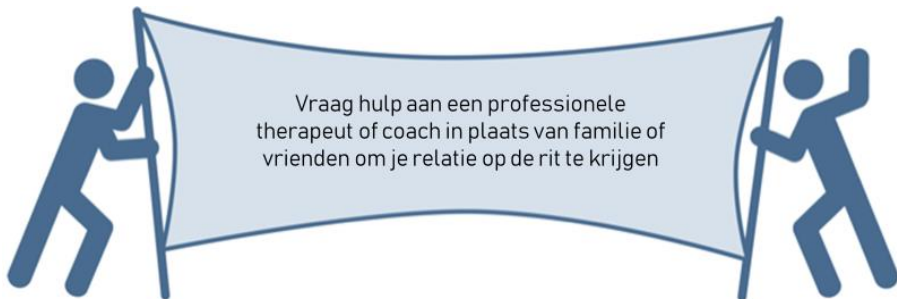 Vraag hulp aan een professionele
therapeut of coach in plaats van familie of
vrienden om je relatie op de rit te krijgen